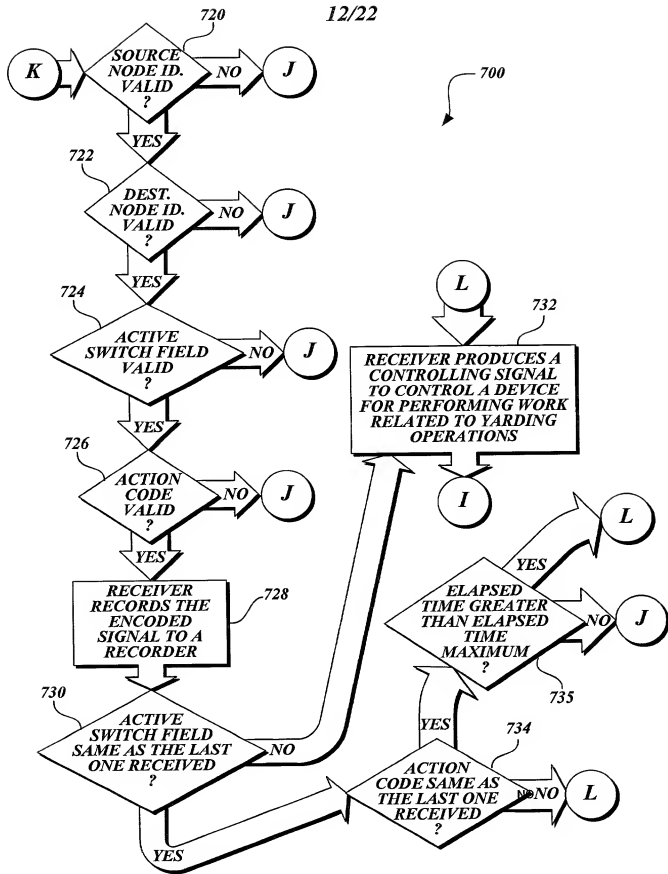 12/22
700
720
K
SOURCE
NODE ID.
VALID
?
NO
J
YES
722
DEST.
NODE ID.
VALID
?
NO
J
YES
724
ACTIVE
SWITCH FIELD
VALID
?
NO
J
YES
726
ACTION
CODE
VALID
?
NO
J
YES
RECEIVER
RECORDS THE
ENCODED
SIGNAL TO A
RECORDER
728
730
ACTIVE
SWITCH FIELD
SAME AS THE LAST
ONE RECEIVED
?
NO
YES
L
732
RECEIVER PRODUCES A
CONTROLLING SIGNAL
TO CONTROL A DEVICE
FOR PERFORMING WORK
RELATED TO YARDING
OPERATIONS
I
734
ACTION
CODE SAME AS
THE LAST ONE
RECEIVED
?
NO
NO
L
YES
ELAPSED
TIME GREATER
THAN ELAPSED
TIME
MAXIMUM
?
735
YES
L
NO
J